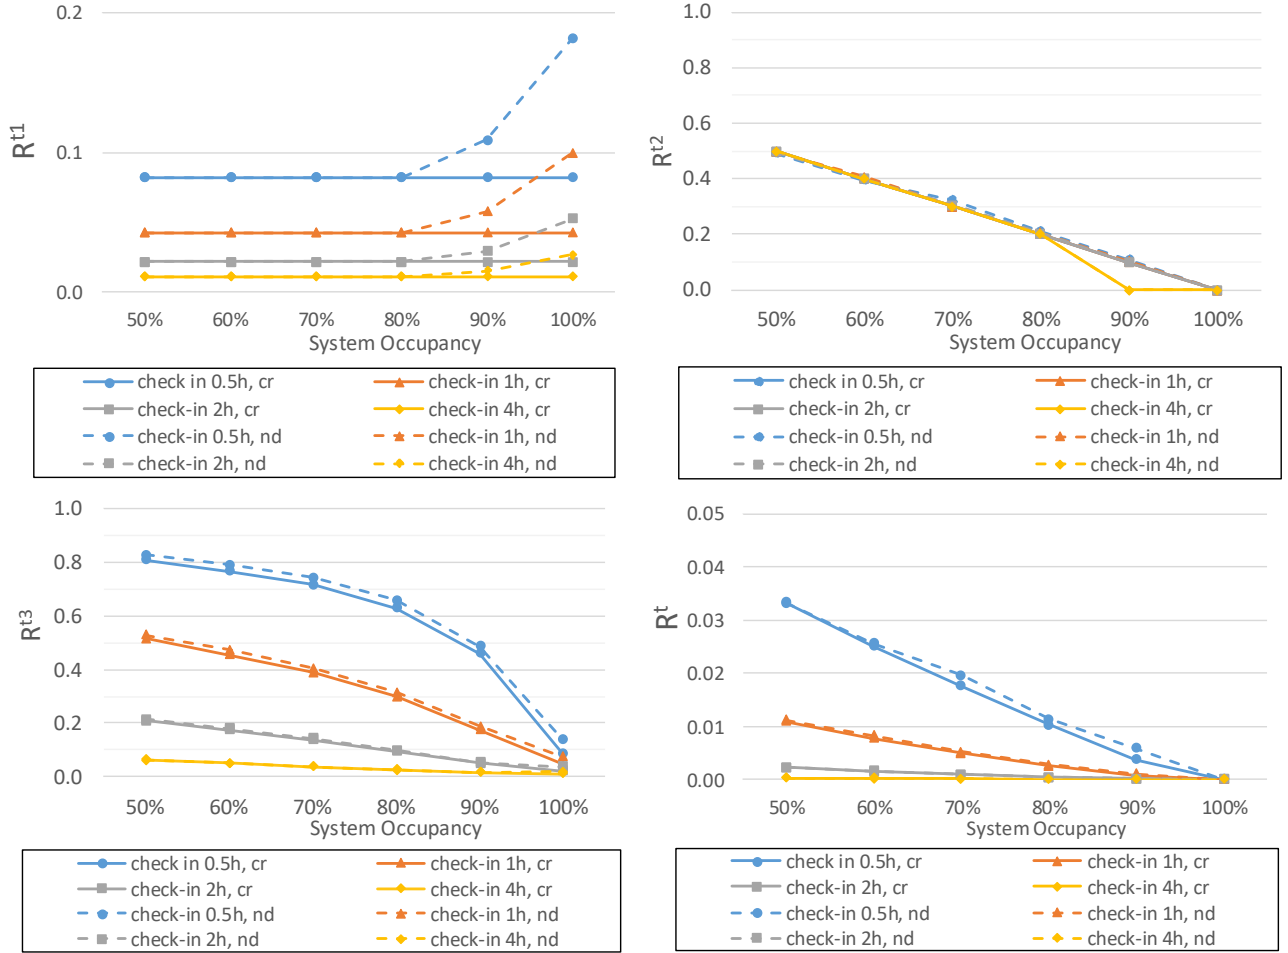 0.2
0.1
0.0
R^t1
50% 60% 70% 80% 90% 100%
System Occupancy
check in 0.5h, cr check-in 1h, cr
check-in 2h, cr check-in 4h, cr
check-in 0.5h, nd check-in 1h, nd
check-in 2h, nd check-in 4h, nd
1.0
0.8
0.6
0.4
0.2
0.0
R^t2
50% 60% 70% 80% 90% 100%
System Occupancy
check in 0.5h, cr check-in 1h, cr
check-in 2h, cr check-in 4h, cr
check-in 0.5h, nd check-in 1h, nd
check-in 2h, nd check-in 4h, nd
1.0
0.8
0.6
0.4
0.2
0.0
R^t3
50% 60% 70% 80% 90% 100%
System Occupancy
check in 0.5h, cr check-in 1h, cr
check-in 2h, cr check-in 4h, cr
check-in 0.5h, nd check-in 1h, nd
check-in 2h, nd check-in 4h, nd
0.05
0.04
0.03
0.02
0.01
0.00
R^t
50% 60% 70% 80% 90% 100%
System Occupancy
check in 0.5h, cr check-in 1h, cr
check-in 2h, cr check-in 4h, cr
check-in 0.5h, nd check-in 1h, nd
check-in 2h, nd check-in 4h, nd